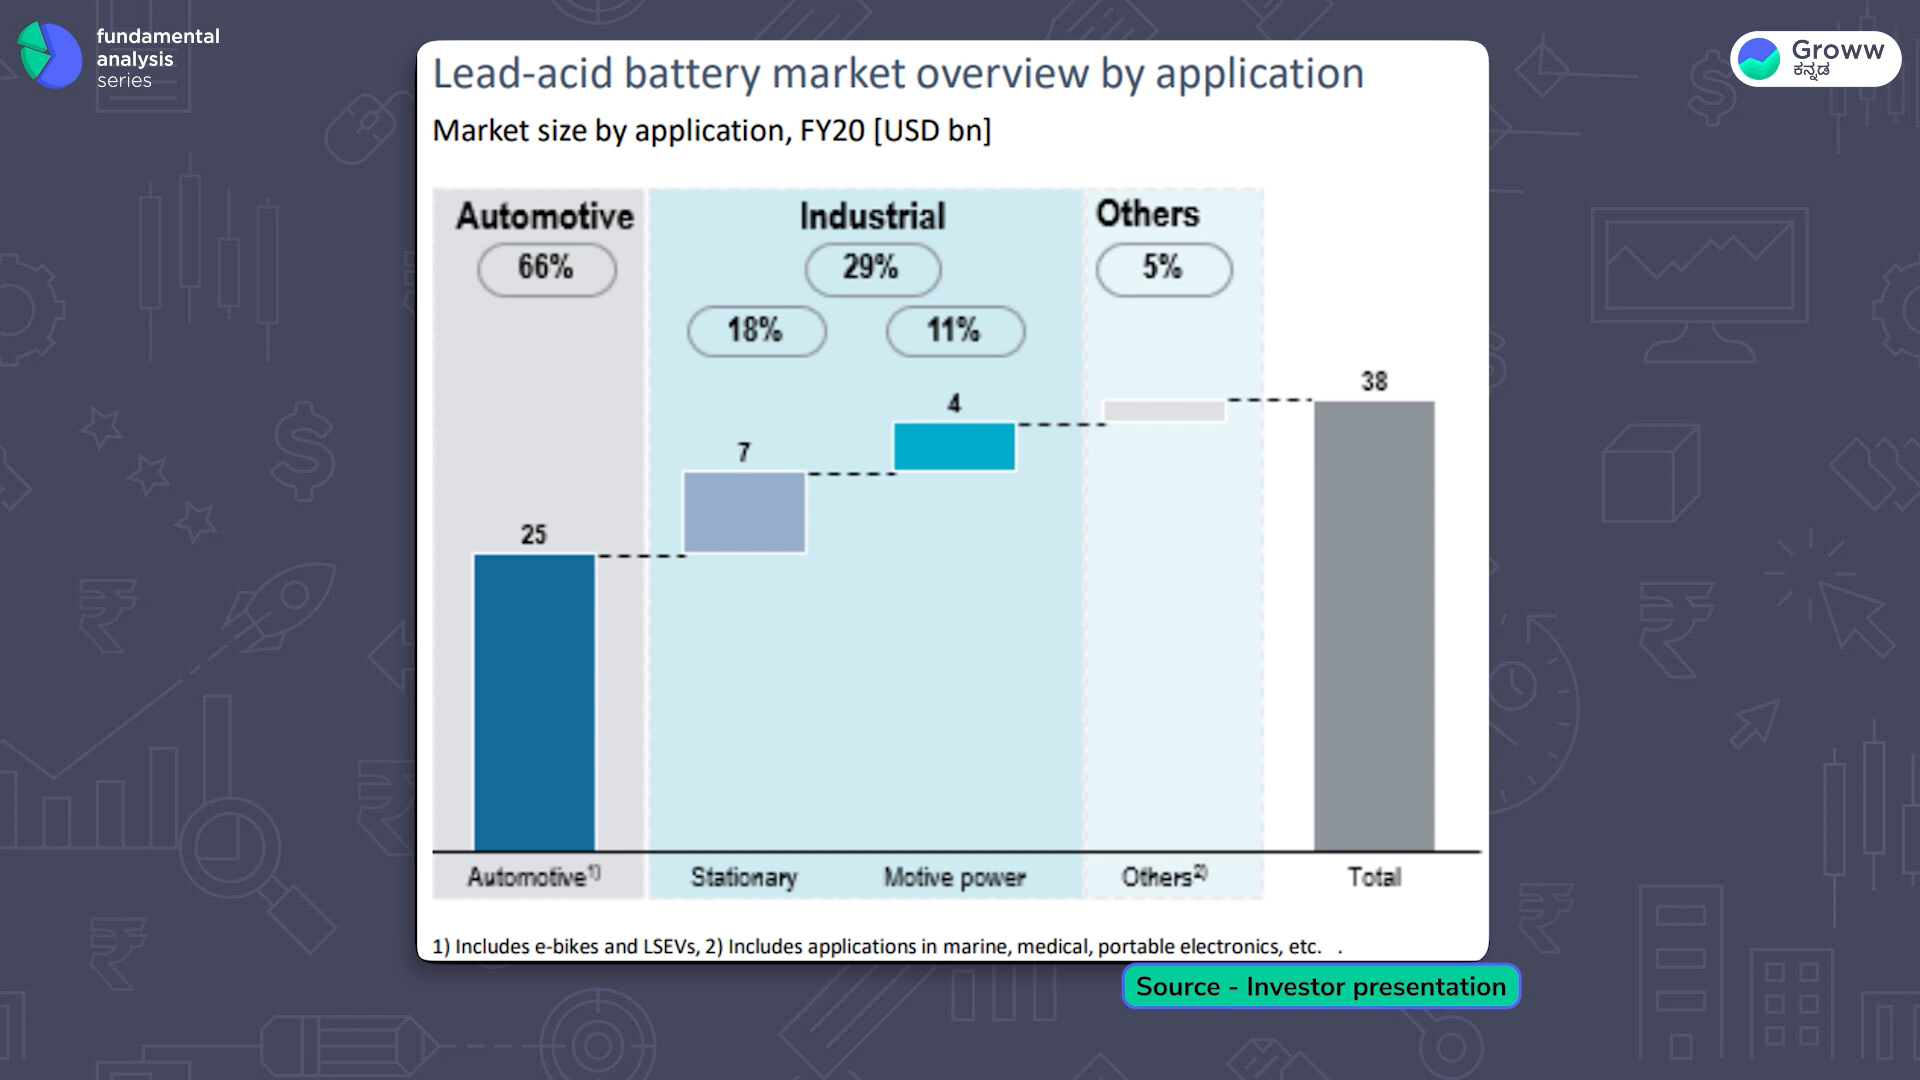 fundamental
analysis
series
Groww
ಕನ್ನಡ
Lead-acid battery market overview by application
Market size by application, FY20 [USD bn]
Automotive
Industrial
Others
66%
29%
5%
18%
11%
38
4
7
25
Automotive1)
Stationary
Motive power
Others2)
Total
1) Includes e-bikes and LSEVs, 2) Includes applications in marine, medical, portable electronics, etc. .
Source - Investor presentation